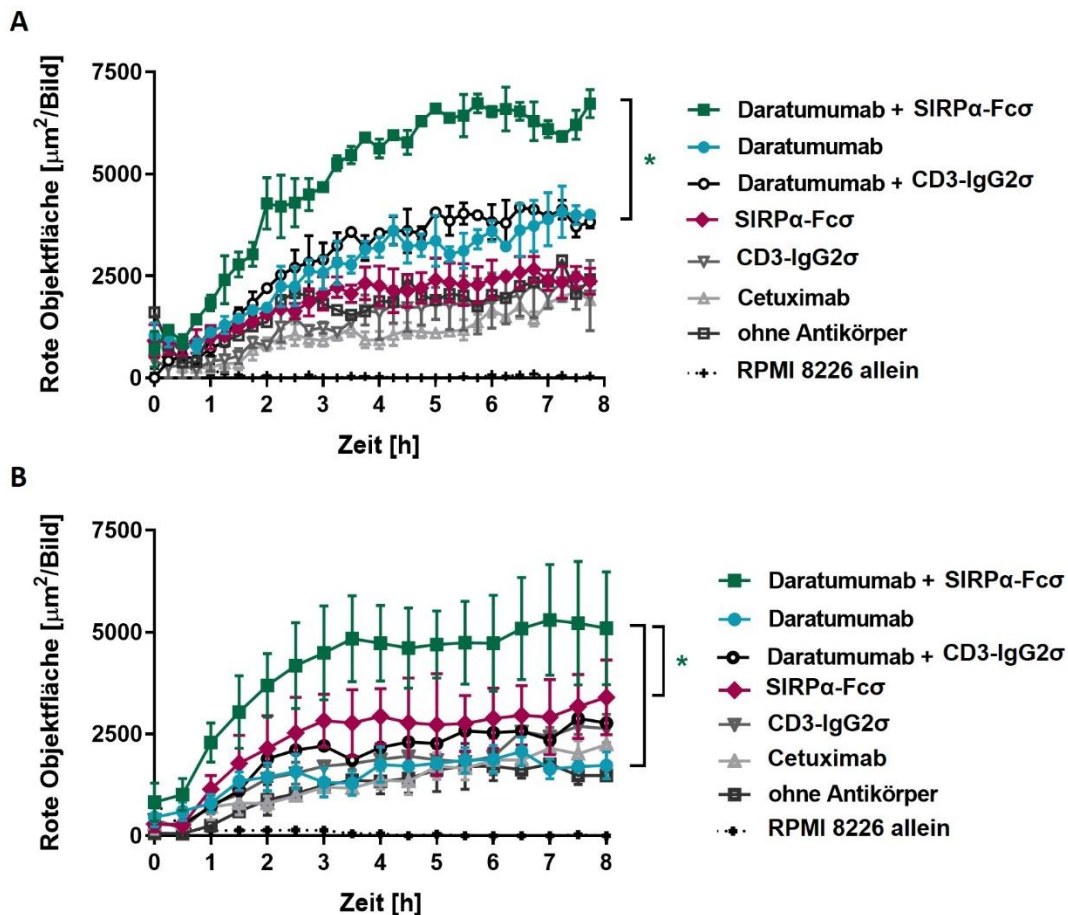 A
Rote Objektfläche [μm²/Bild]
7500
5000
2500
0
0 1 2 3 4 5 6 7 8
Zeit [h]
*
Daratumumab + SIRPα-Fcσ
Daratumumab
Daratumumab + CD3-IgG2σ
SIRPα-Fcσ
CD3-IgG2σ
Cetuximab
ohne Antikörper
RPMI 8226 allein
B
Rote Objektfläche [μm²/Bild]
7500
5000
2500
0
0 1 2 3 4 5 6 7 8
Zeit [h]
*
Daratumumab + SIRPα-Fcσ
Daratumumab
Daratumumab + CD3-IgG2σ
SIRPα-Fcσ
CD3-IgG2σ
Cetuximab
ohne Antikörper
RPMI 8226 allein